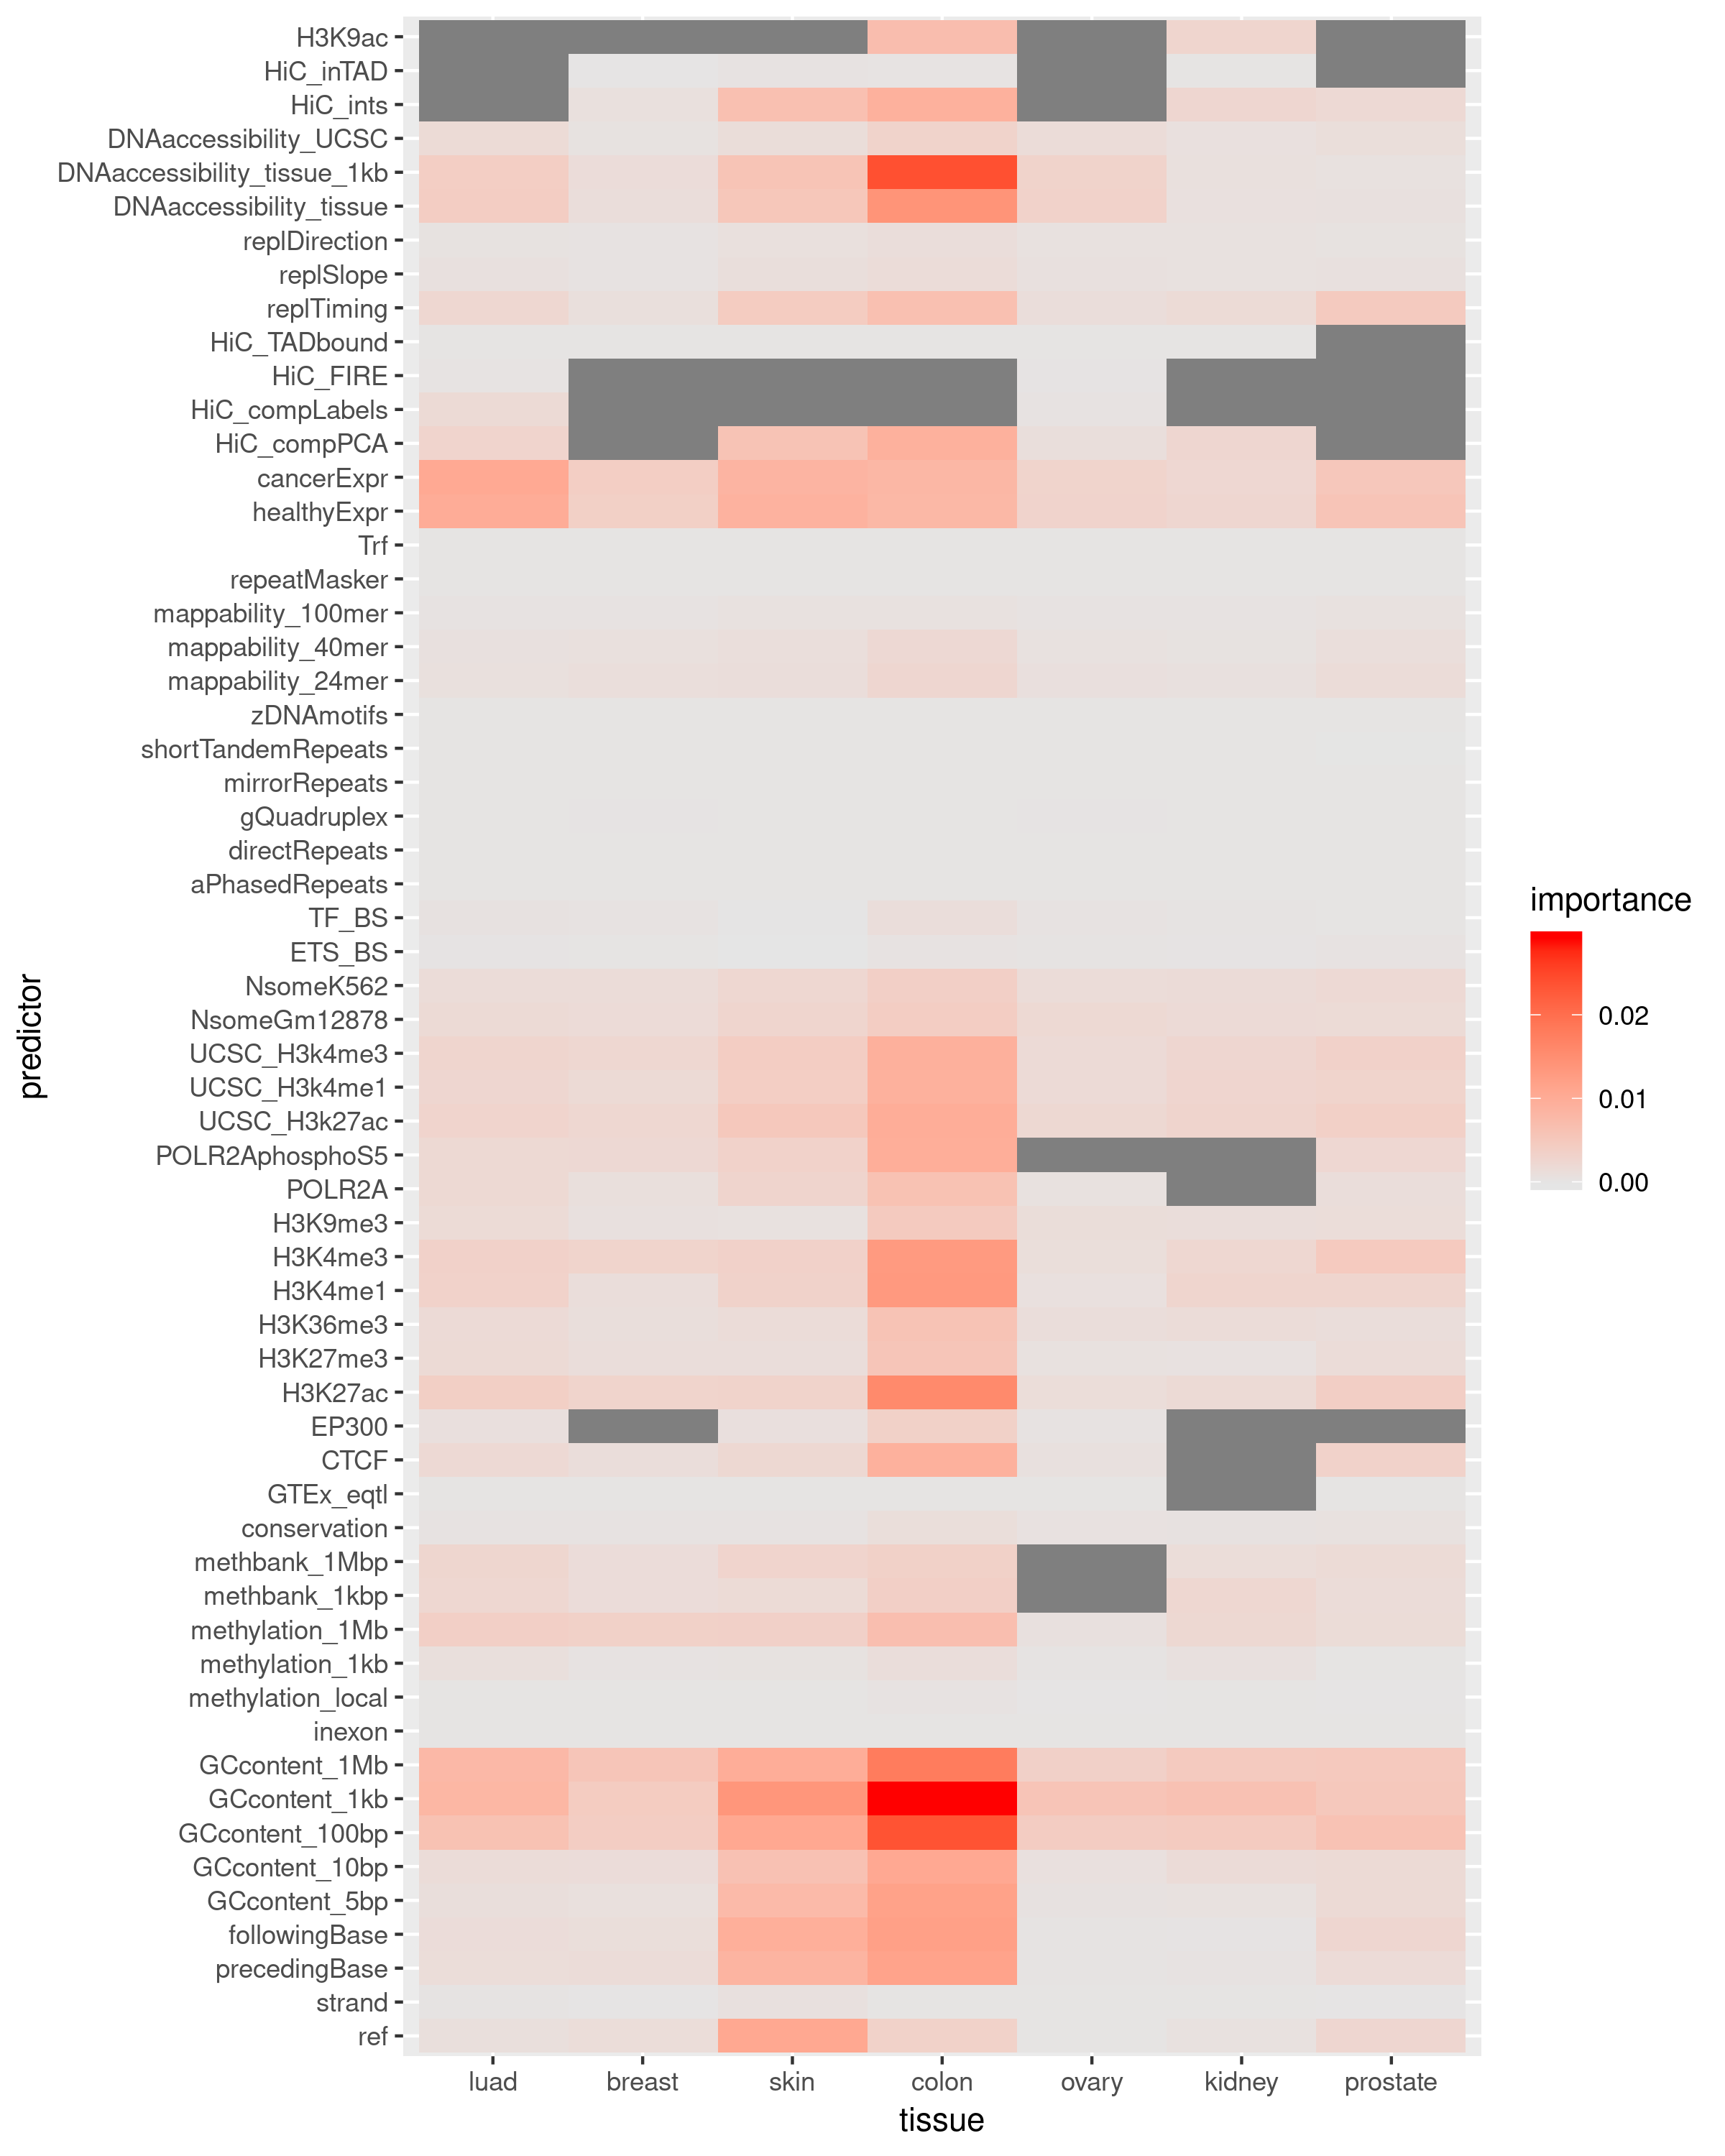 H3K9ac
HiC_inTAD
HiC_ints
DNAaccessibility_UCSC
DNAaccessibility_tissue_1kb
DNAaccessibility_tissue
replDirection
replSlope
replTiming
HiC_TADbound
HiC_FIRE
HiC_compLabels
HiC_compPCA
cancerExpr
healthyExpr
Trf
repeatMasker
mappability_100mer
mappability_40mer
mappability_24mer
zDNAmotifs
shortTandemRepeats
mirrorRepeats
gQuadruplex
directRepeats
aPhasedRepeats
TF_BS
ETS_BS
NsomeK562
NsomeGm12878
UCSC_H3k4me3
UCSC_H3k4me1
UCSC_H3k27ac
POLR2AphosphoS5
POLR2A
H3K9me3
H3K4me3
H3K4me1
H3K36me3
H3K27me3
H3K27ac
EP300
CTCF
GTEx_eqtl
conservation
methbank_1Mbp
methbank_1kbp
methylation_1Mb
methylation_1kb
methylation_local
inexon
GCcontent_1Mb
GCcontent_1kb
GCcontent_100bp
GCcontent_10bp
GCcontent_5bp
followingBase
precedingBase
strand
ref
predictor
luad breast skin colon ovary kidney prostate
tissue
importance
0.02
0.01
0.00